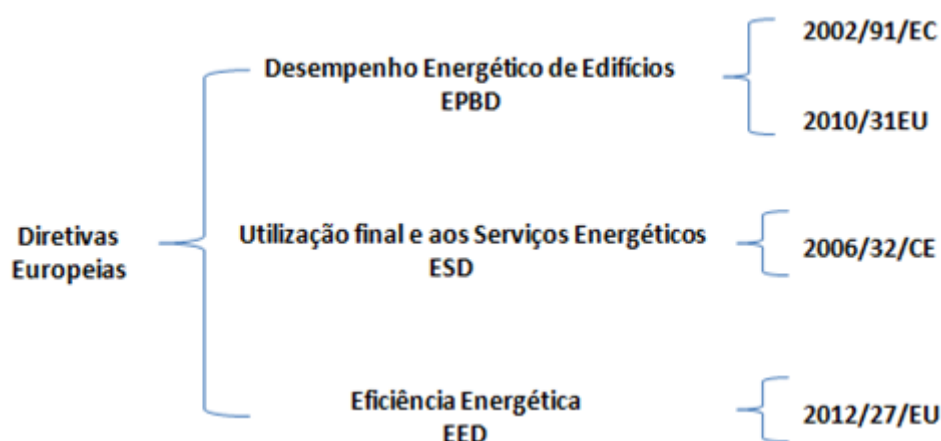 Diretivas
Europeias
Desempenho Energético de Edifícios
EPBD
2002/91/EC
2010/31EU
Utilização final e aos Serviços Energéticos
ESD
2006/32/CE
Eficiência Energética
EED
2012/27/EU